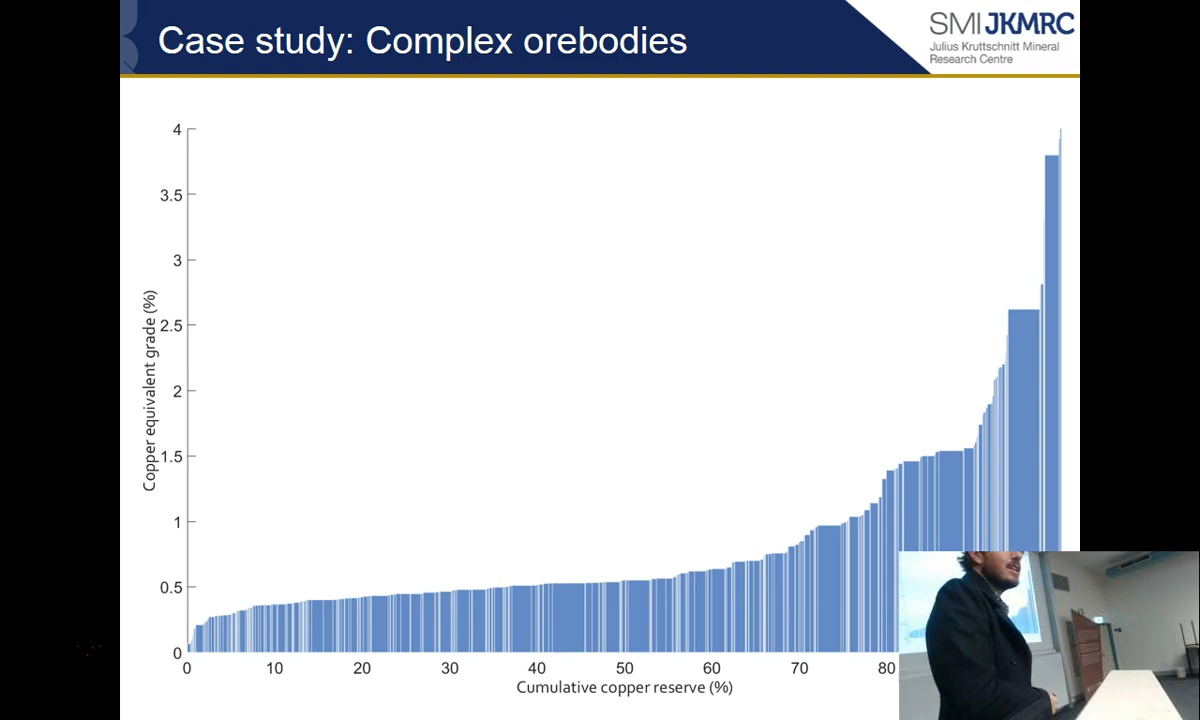 Case study: Complex orebodies
SMI JKMRC
Julius Kruttschnitt Mineral
Research Centre
Copper equivalent grade (%)
4
3.5
3
2.5
2
1.5
1
0.5
0
0 10 20 30 40 50 60 70 80
Cumulative copper reserve (%)